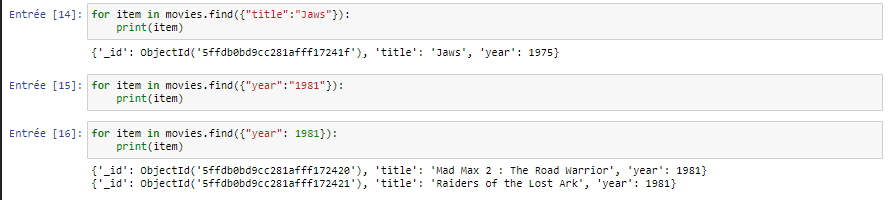 Entrée [14]: for item in movies.find({"title":"Jaws"}):
    print(item)
{'_id': ObjectId('5ffdb0bd9cc281afff17241f'), 'title': 'Jaws', 'year': 1975}
Entrée [15]: for item in movies.find({"year":"1981"}):
    print(item)
Entrée [16]: for item in movies.find({"year": 1981}):
    print(item)
{'_id': ObjectId('5ffdb0bd9cc281afff172420'), 'title': 'Mad Max 2 : The Road Warrior', 'year': 1981}
{'_id': ObjectId('5ffdb0bd9cc281afff172421'), 'title': 'Raiders of the Lost Ark', 'year': 1981}